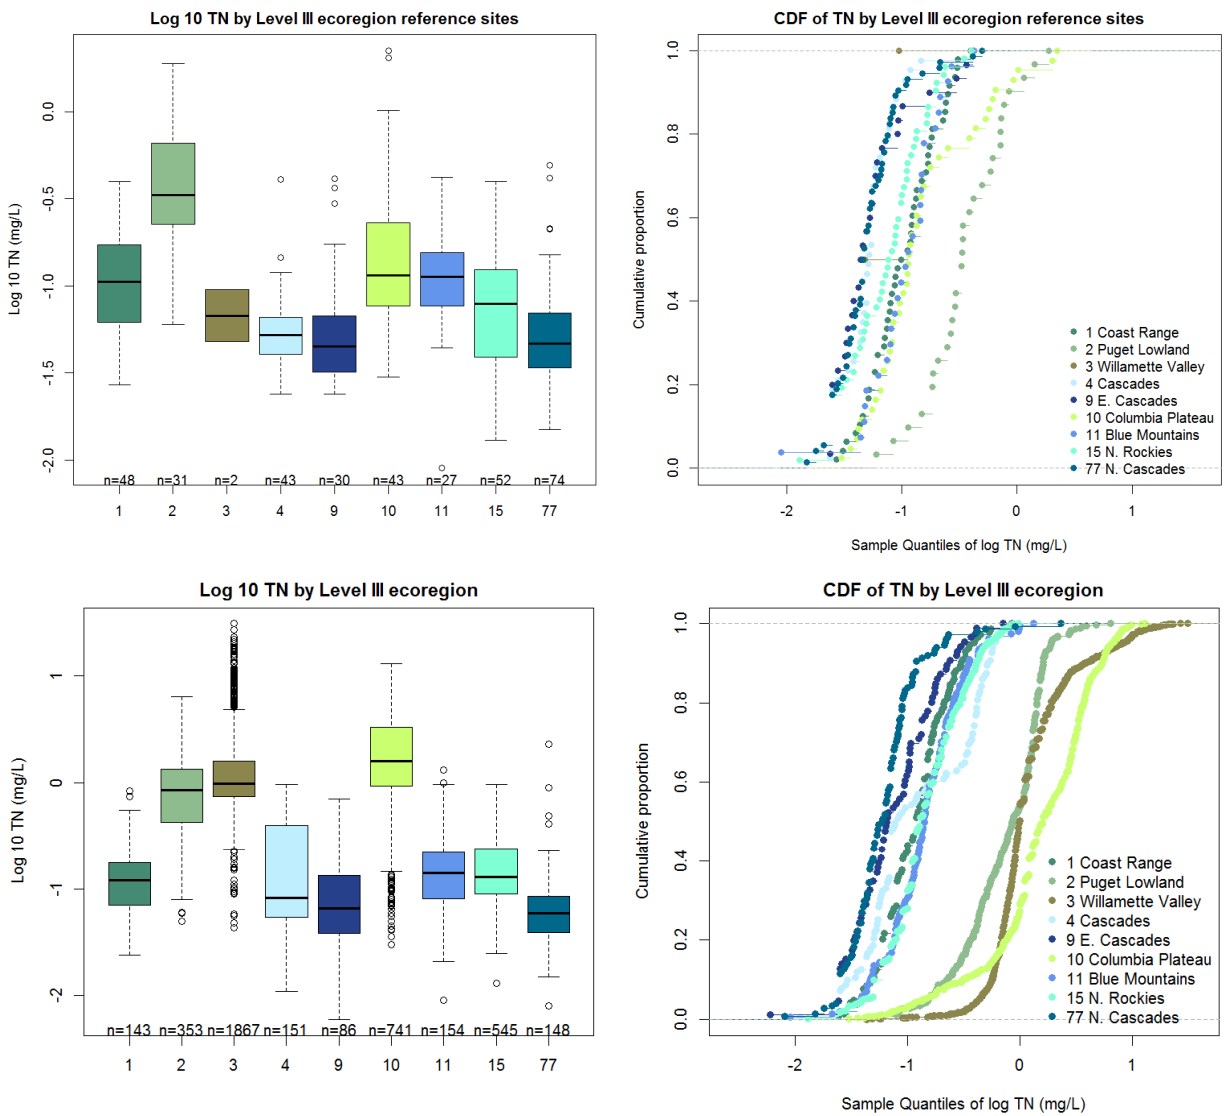 Log 10 TN by Level III ecoregion reference sites
Log 10 TN (mg/L)
0.0
-0.5
-1.0
-1.5
-2.0
n=48 n=31 n=2 n=43 n=30 n=43 n=27 n=52 n=74
1 2 3 4 9 10 11 15 77
CDF of TN by Level III ecoregion reference sites
Cumulative proportion
1.0
0.8
0.6
0.4
0.2
0.0
1 Coast Range
2 Puget Lowland
3 Willamette Valley
4 Cascades
9 E. Cascades
10 Columbia Plateau
11 Blue Mountains
15 N. Rockies
77 N. Cascades
-2 -1 0 1
Sample Quantiles of log TN (mg/L)
Log 10 TN by Level III ecoregion
Log 10 TN (mg/L)
1
0
-1
-2
n=143 n=353 n=1867 n=151 n=86 n=741 n=154 n=545 n=148
1 2 3 4 9 10 11 15 77
CDF of TN by Level III ecoregion
Cumulative proportion
1.0
0.8
0.6
0.4
0.2
0.0
1 Coast Range
2 Puget Lowland
3 Willamette Valley
4 Cascades
9 E. Cascades
10 Columbia Plateau
11 Blue Mountains
15 N. Rockies
77 N. Cascades
-2 -1 0 1
Sample Quantiles of log TN (mg/L)